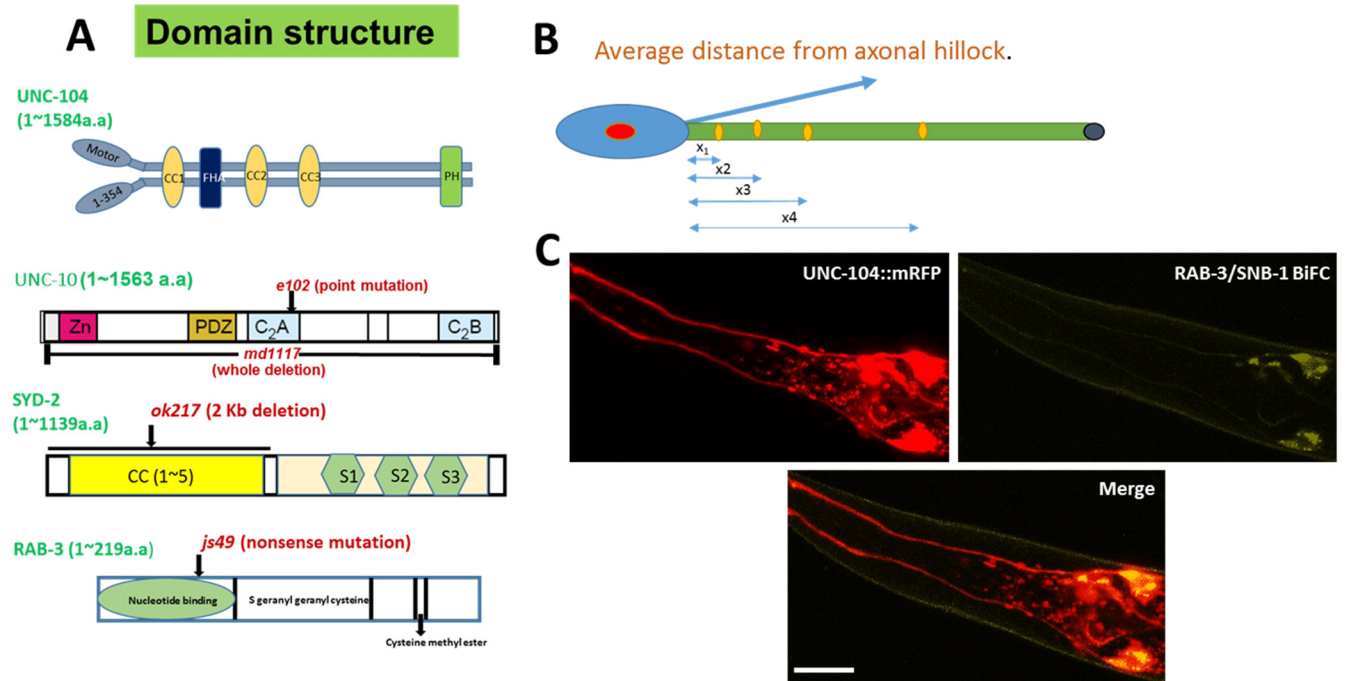 A
Domain structure
UNC-104
(1~1584a.a)
Motor
1-354
CC1
FHA
CC2
CC3
PH
UNC-10 (1~1563 a.a)
e102 (point mutation)
Zn
PDZ
C₂A
C₂B
md1117
(whole deletion)
SYD-2
(1~1139a.a)
ok217 (2 Kb deletion)
CC (1~5)
S1
S2
S3
RAB-3 (1~219a.a)
js49 (nonsense mutation)
Nucleotide binding
S geranyl geranyl cysteine
Cysteine methyl ester
B
Average distance from axonal hillock.
x₁
x2
x3
x4
C
UNC-104::mRFP
RAB-3/SNB-1 BiFC
Merge